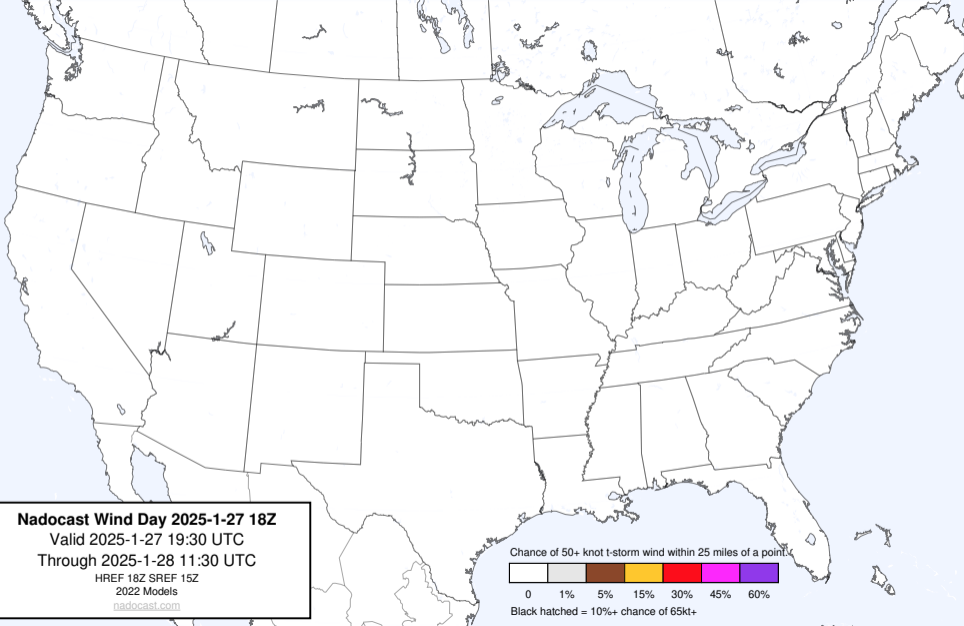 Nadocast Wind Day 2025-1-27 18Z
Valid 2025-1-27 19:30 UTC
Through 2025-1-28 11:30 UTC
HREF 18Z SREF 15Z
2022 Models
nadocast.com
Chance of 50+ knot t-storm wind within 25 miles of a point.
0 1% 5% 15% 30% 45% 60%
Black hatched = 10%+ chance of 65kt+